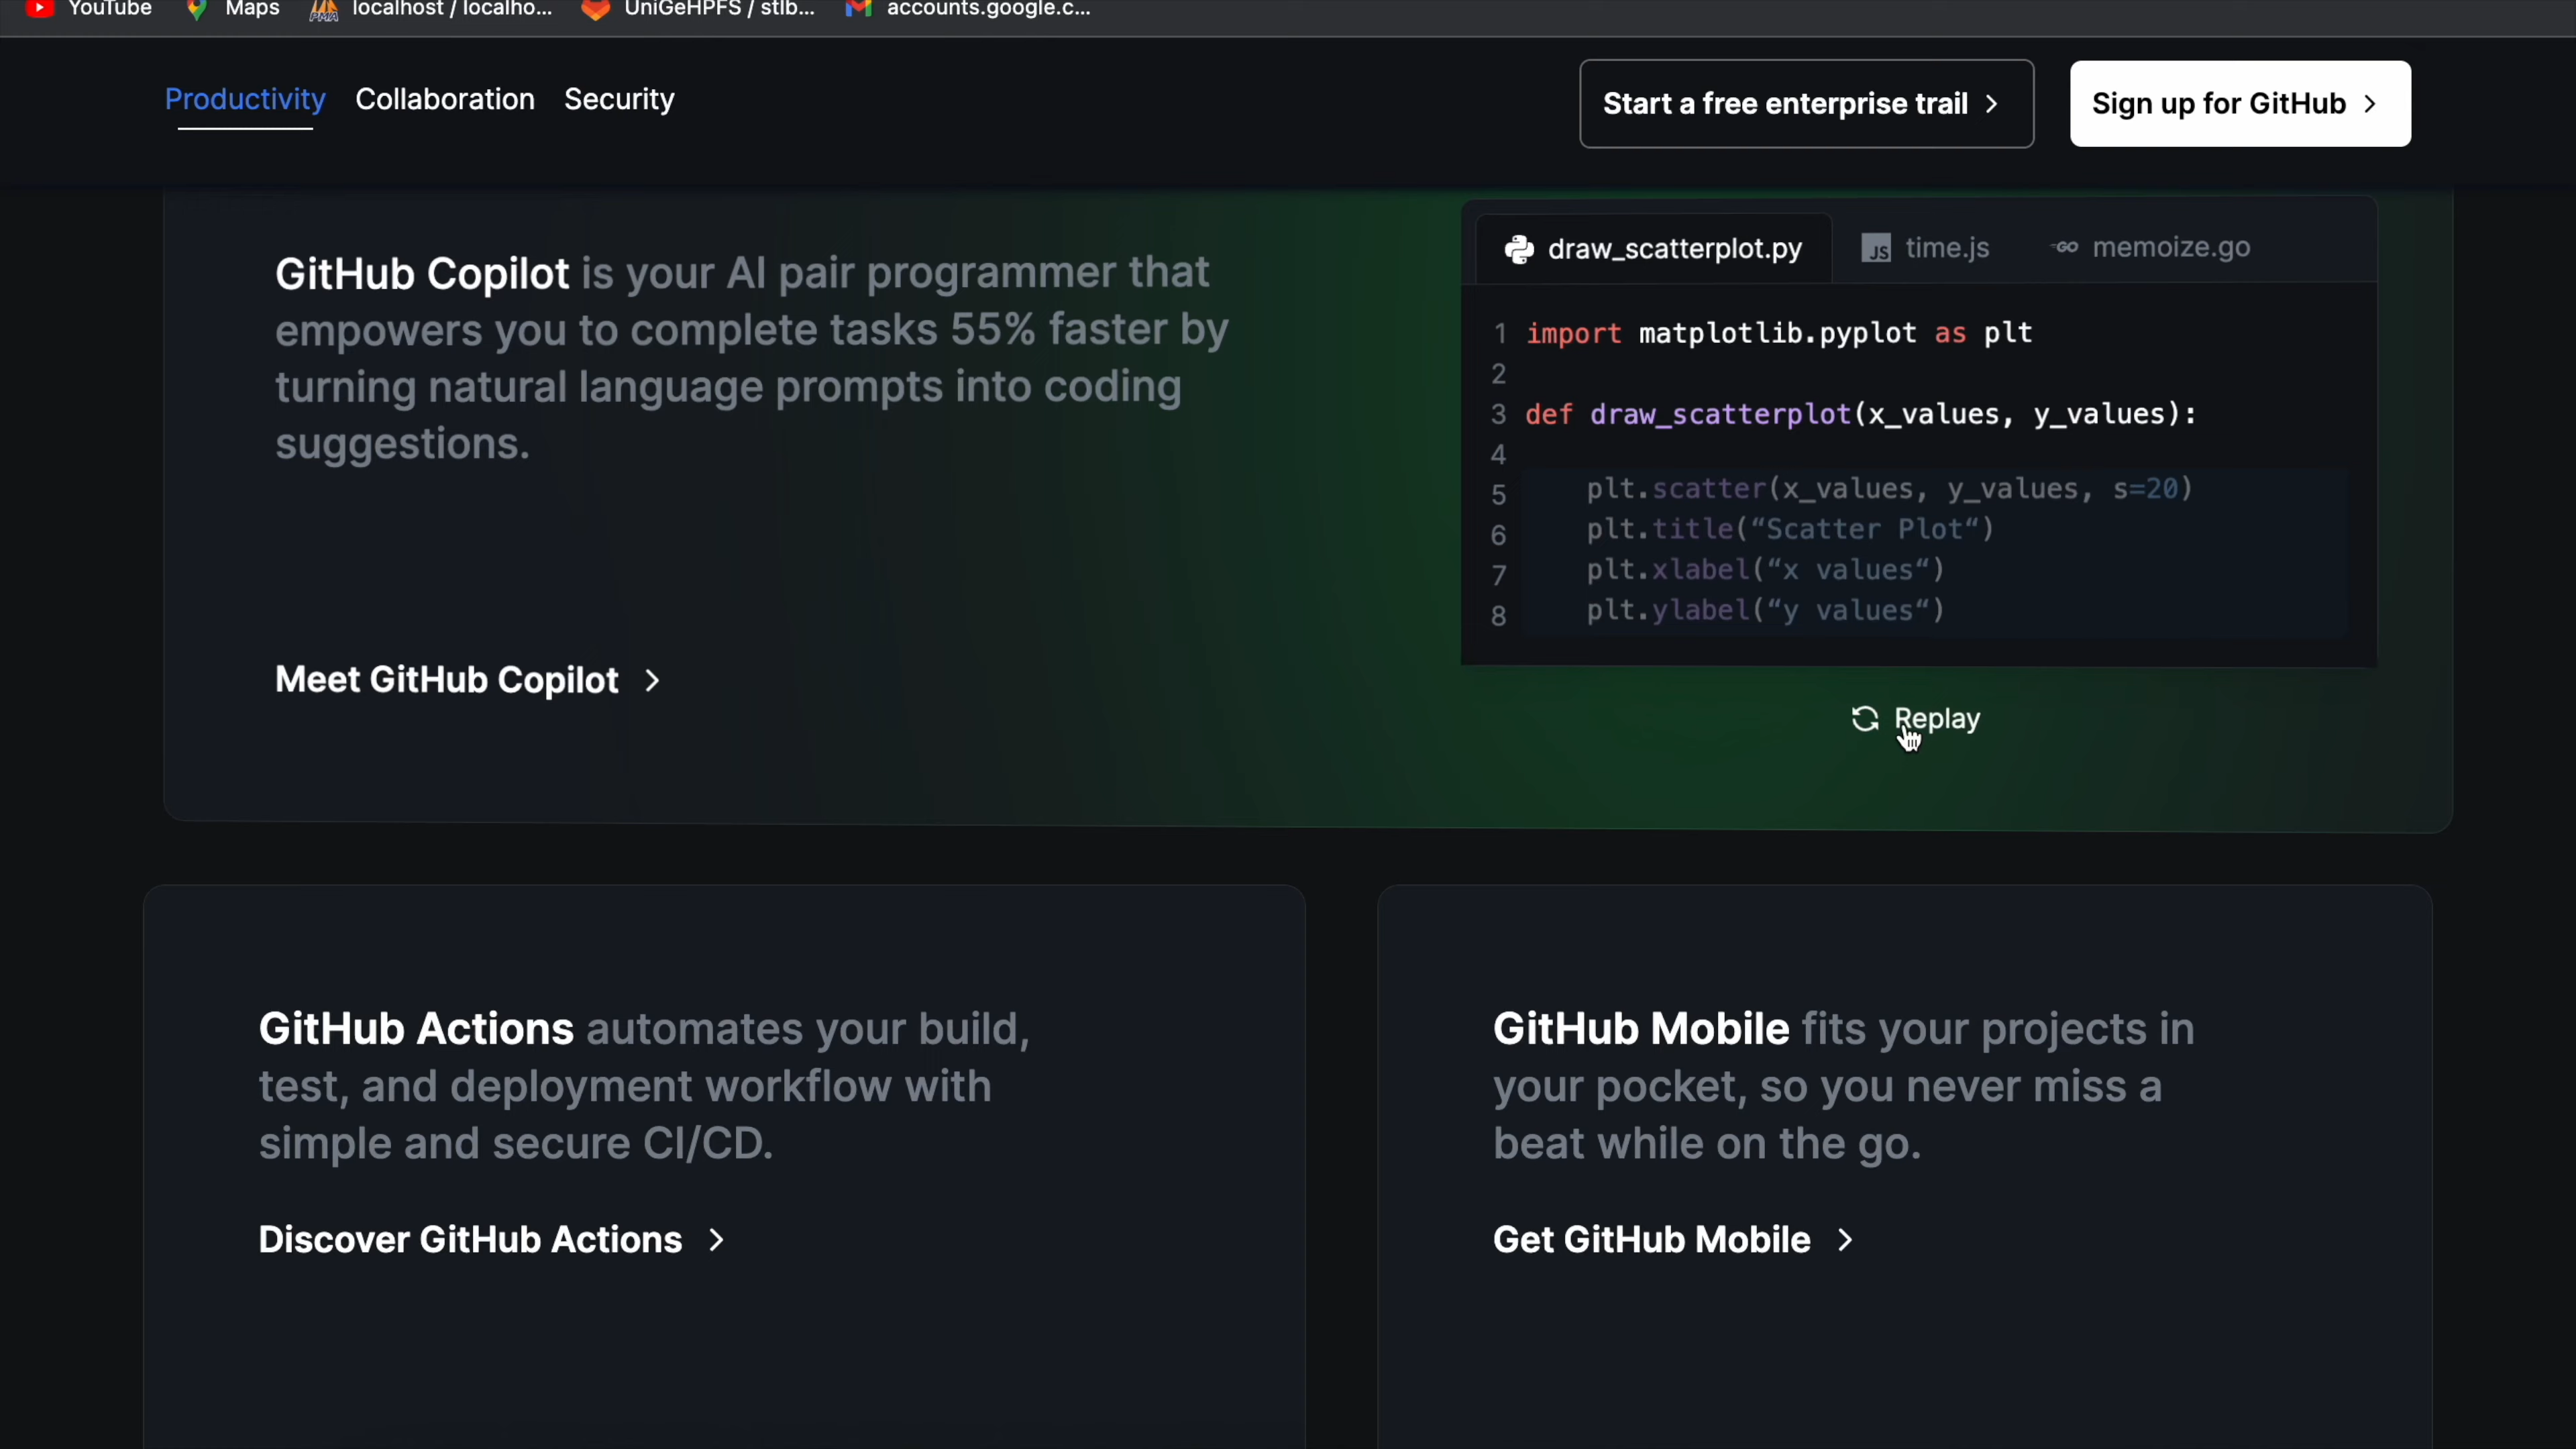 YouTube Maps localhost / localho... UniGeHPFS / stlb... accounts.google.c...
Productivity Collaboration Security Start a free enterprise trail Sign up for GitHub
GitHub Copilot is your AI pair programmer that
empowers you to complete tasks 55% faster by
turning natural language prompts into coding
suggestions.
Meet GitHub Copilot
draw_scatterplot.py JS time.js GO memoize.go
1 import matplotlib.pyplot as plt
2
3 def draw_scatterplot(x_values, y_values):
4
5 plt.scatter(x_values, y_values, s=20)
6 plt.title(“Scatter Plot“)
7 plt.xlabel(“x values“)
8 plt.ylabel(“y values“)
Replay
GitHub Actions automates your build,
test, and deployment workflow with
simple and secure CI/CD.
Discover GitHub Actions
GitHub Mobile fits your projects in
your pocket, so you never miss a
beat while on the go.
Get GitHub Mobile